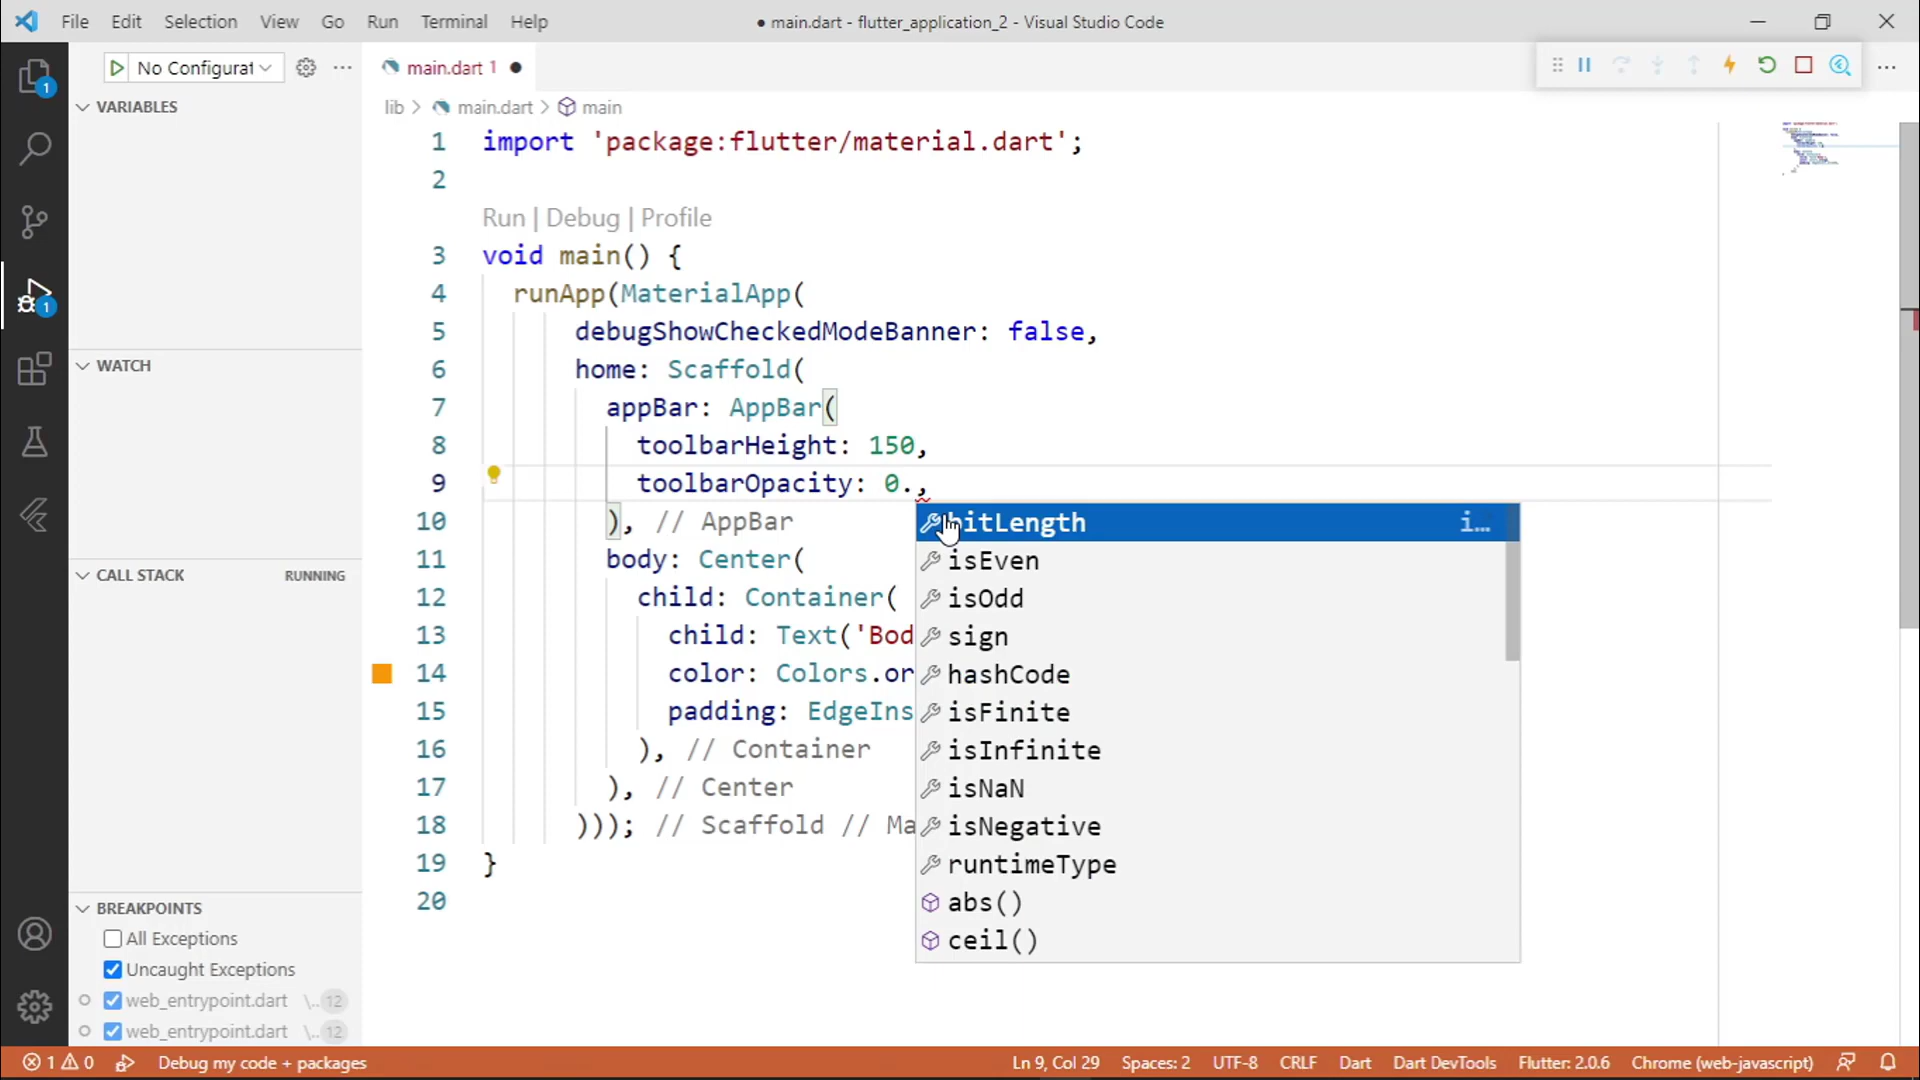 File Edit Selection View Go Run Terminal Help
● main.dart - flutter_application_2 - Visual Studio Code
No Configurat
main.dart 1 ●
lib > main.dart > main
VARIABLES
WATCH
CALL STACK RUNNING
BREAKPOINTS
All Exceptions
Uncaught Exceptions
web_entrypoint.dart \.. 12
web_entrypoint.dart \.. 12
1 import 'package:flutter/material.dart';
2
Run | Debug | Profile
3 void main() {
4 runApp(MaterialApp(
5 debugShowCheckedModeBanner: false,
6 home: Scaffold(
7 appBar: AppBar(
8 toolbarHeight: 150,
9 toolbarOpacity: 0.,
10 ), // AppBar
11 body: Center(
12 child: Container(
13 child: Text('Bod
14 color: Colors.or
15 padding: EdgeIns
16 ), // Container
17 ), // Center
18 ))); // Scaffold // Ma
19 }
20
bitLength i...
isEven
isOdd
sign
hashCode
isFinite
isInfinite
isNaN
isNegative
runtimeType
abs()
ceil()
1 0 Debug my code + packages
Ln 9, Col 29 Spaces: 2 UTF-8 CRLF Dart Dart DevTools Flutter: 2.0.6 Chrome (web-javascript)